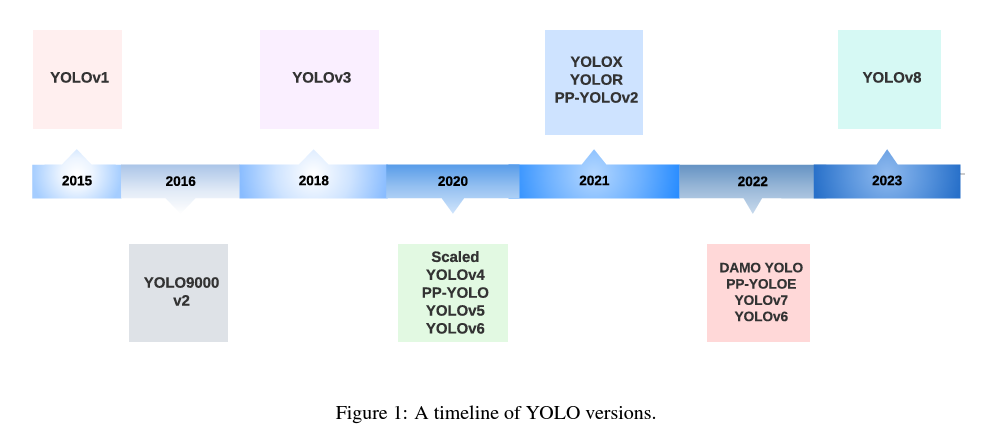 YOLOv1
YOLOv3
YOLOX
YOLOR
PP-YOLOv2
YOLOv8
2015
2016
2018
2020
2021
2022
2023
YOLO9000
v2
Scaled
YOLOv4
PP-YOLO
YOLOv5
YOLOv6
DAMO YOLO
PP-YOLOE
YOLOv7
YOLOv6
Figure 1: A timeline of YOLO versions.